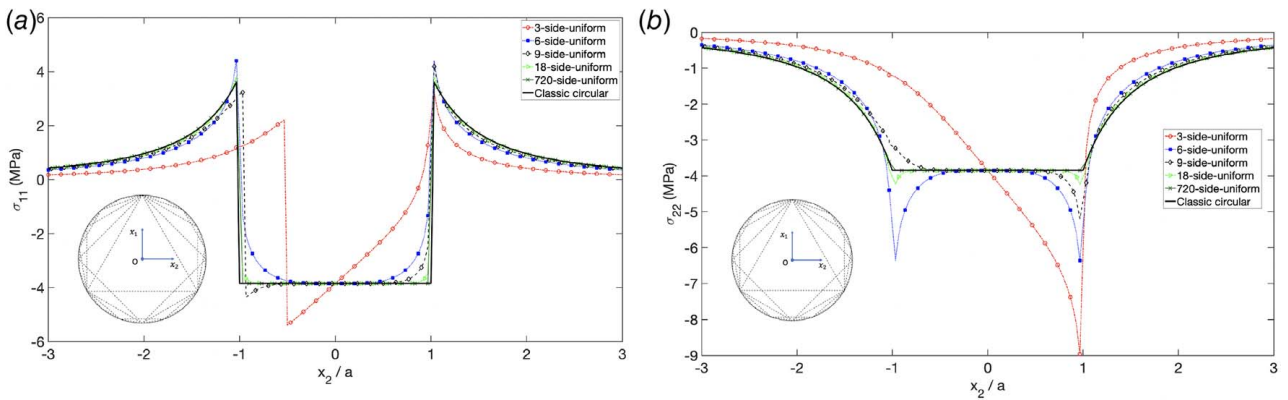 (a)
6
4
2
0
-2
-4
-6
σ11 (MPa)
-3
-2
-1
0
1
2
3
x2 / a
3-side-uniform
6-side-uniform
9-side-uniform
18-side-uniform
720-side-uniform
Classic circular
x1
O
x2
(b)
0
-1
-2
-3
-4
-5
-6
-7
-8
-9
σ22 (MPa)
-3
-2
-1
0
1
2
3
x2 / a
3-side-uniform
6-side-uniform
9-side-uniform
18-side-uniform
720-side-uniform
Classic circular
x1
O
x2